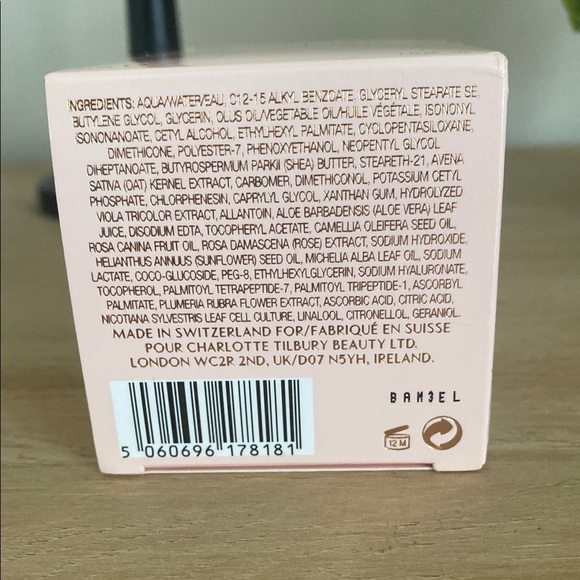 INGREDIENTS: AQUA/WATER/EAU, C12-15 ALKYL BENZOATE, GLYCERYL STEARATE SE,
BUTYLENE GLYCOL, GLYCERIN, OLUS OIL/VEGETABLE OIL/HUILE VÉGÉTALE, ISONONYL
ISONONANOATE, CETYL ALCOHOL, ETHYLHEXYL PALMITATE, CYCLOPENTASILOXANE,
DIMETHICONE, POLYESTER-7, PHENOXYETHANOL, NEOPENTYL GLYCOL
DIHEPTANOATE, BUTYROSPERMUM PARKII (SHEA) BUTTER, STEARETH-21, AVENA
SATIVA (OAT) KERNEL EXTRACT, CARBOMER, DIMETHICONOL, POTASSIUM CETYL
PHOSPHATE, CHLORPHENESIN, CAPRYLYL GLYCOL, XANTHAN GUM, HYDROLYZED
VIOLA TRICOLOR EXTRACT, ALLANTOIN, ALOE BARBADENSIS (ALOE VERA) LEAF
JUICE, DISODIUM EDTA, TOCOPHERYL ACETATE, CAMELLIA OLEIFERA SEED OIL,
ROSA CANINA FRUIT OIL, ROSA DAMASCENA (ROSE) EXTRACT, SODIUM HYDROXIDE,
HELIANTHUS ANNUUS (SUNFLOWER) SEED OIL, MICHELIA ALBA LEAF OIL, SODIUM
LACTATE, COCO-GLUCOSIDE, PEG-8, ETHYLHEXYLGLYCERIN, SODIUM HYALURONATE,
TOCOPHEROL, PALMITOYL TETRAPEPTIDE-7, PALMITOYL TRIPEPTIDE-1, ASCORBYL
PALMITATE, PLUMERIA RUBRA FLOWER EXTRACT, ASCORBIC ACID, CITRIC ACID,
NICOTIANA SYLVESTRIS LEAF CELL CULTURE, LINALOOL, CITRONELLOL, GERANIOL.
MADE IN SWITZERLAND FOR/FABRIQUÉ EN SUISSE
POUR CHARLOTTE TILBURY BEAUTY LTD.
LONDON WC2R 2ND, UK/D07 N5YH, IRELAND.
BAM3EL
5 060696 178181
12 M